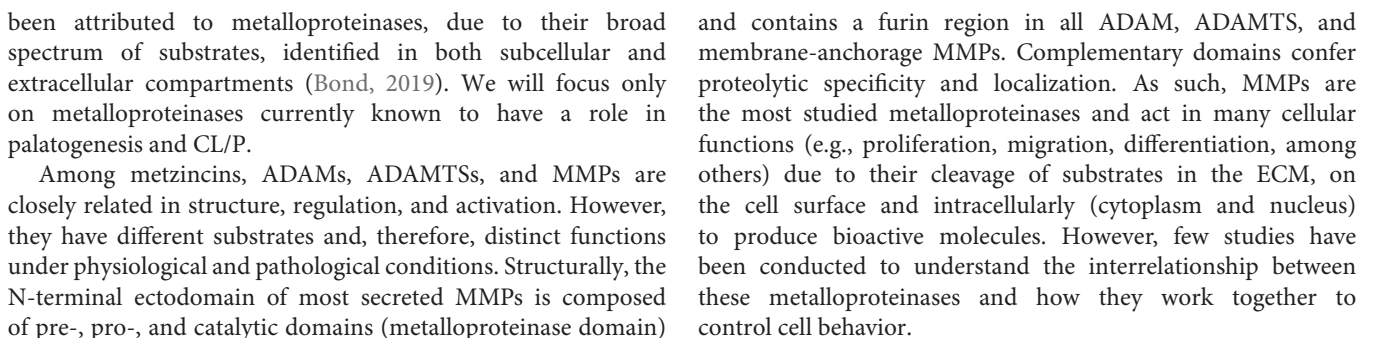 been attributed to metalloproteinases, due to their broad
spectrum of substrates, identified in both subcellular and
extracellular compartments (Bond, 2019). We will focus only
on metalloproteinases currently known to have a role in
palatogenesis and CL/P.
Among metzincins, ADAMs, ADAMTSs, and MMPs are
closely related in structure, regulation, and activation. However,
they have different substrates and, therefore, distinct functions
under physiological and pathological conditions. Structurally, the
N-terminal ectodomain of most secreted MMPs is composed
of pre-, pro-, and catalytic domains (metalloproteinase domain)
and contains a furin region in all ADAM, ADAMTS, and
membrane-anchorage MMPs. Complementary domains confer
proteolytic specificity and localization. As such, MMPs are
the most studied metalloproteinases and act in many cellular
functions (e.g., proliferation, migration, differentiation, among
others) due to their cleavage of substrates in the ECM, on
the cell surface and intracellularly (cytoplasm and nucleus)
to produce bioactive molecules. However, few studies have
been conducted to understand the interrelationship between
these metalloproteinases and how they work together to
control cell behavior.